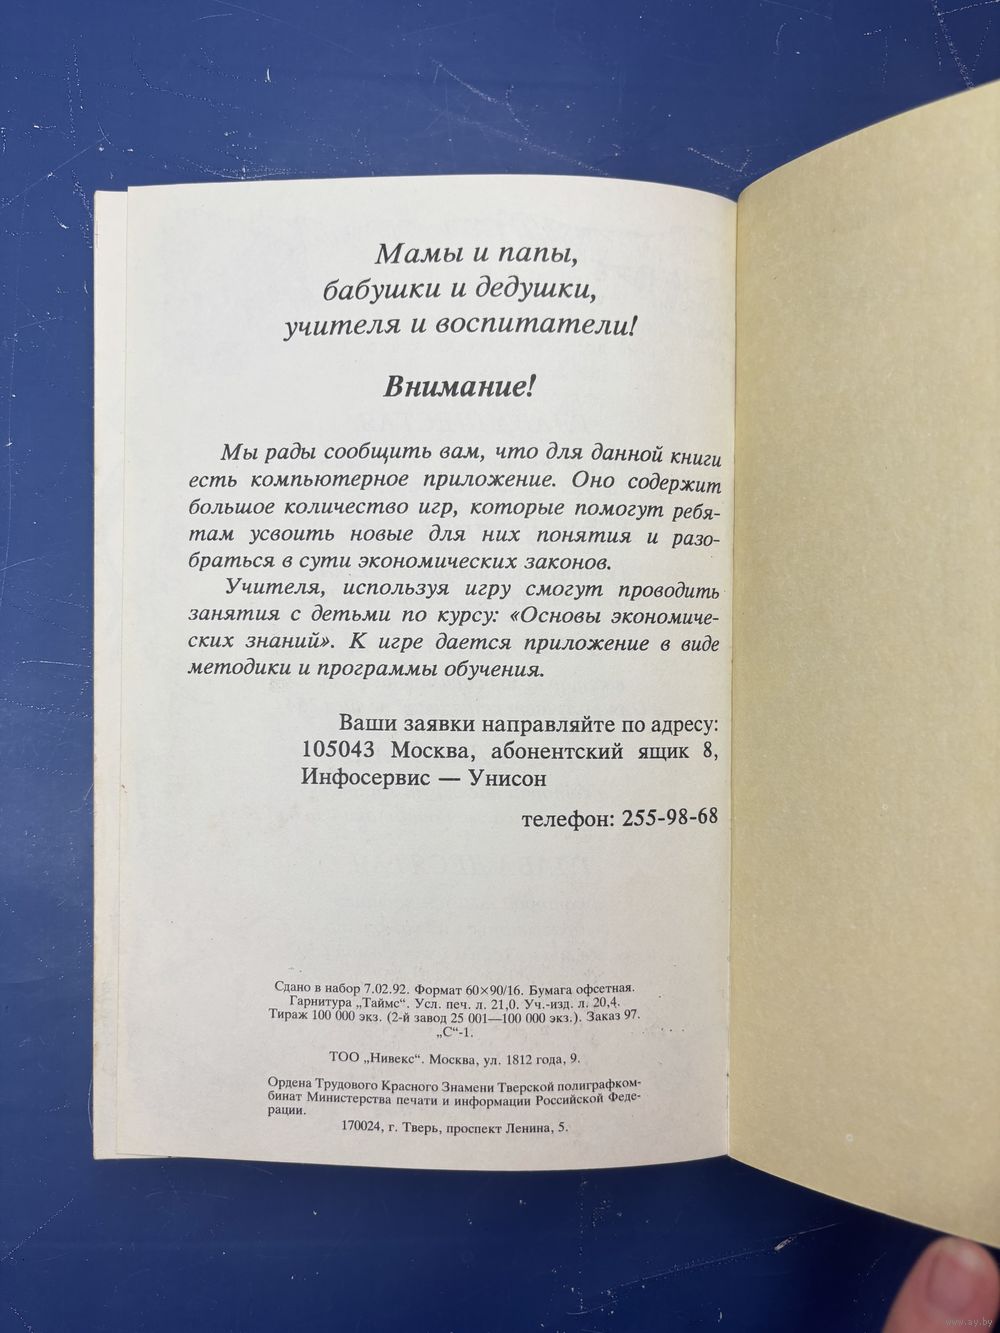 Мамы и папы,
бабушки и дедушки,
учителя и воспитатели!
Внимание!
Мы рады сообщить вам, что для данной книги
есть компьютерное приложение. Оно содержит
большое количество игр, которые помогут ребя-
там усвоить новые для них понятия и разо-
браться в сути экономических законов.
Учителя, используя игру смогут проводить
занятия с детьми по курсу: «Основы экономиче-
ских знаний». К игре дается приложение в виде
методики и программы обучения.
Ваши заявки направляйте по адресу:
105043 Москва, абонентский ящик 8,
Инфосервис — Унисон
телефон: 255-98-68
Сдано в набор 7.02.92. Формат 60×90/16. Бумага офсетная.
Гарнитура „Таймс“. Усл. печ. л. 21,0. Уч.-изд. л. 20,4.
Тираж 100 000 экз. (2-й завод 25 001—100 000 экз.). Заказ 97.
„С“-1.
ТОО „Нивекс“. Москва, ул. 1812 года, 9.
Ордена Трудового Красного Знамени Тверской полиграфком-
бинат Министерства печати и информации Российской Феде-
рации.
170024, г. Тверь, проспект Ленина, 5.
www.ay.by